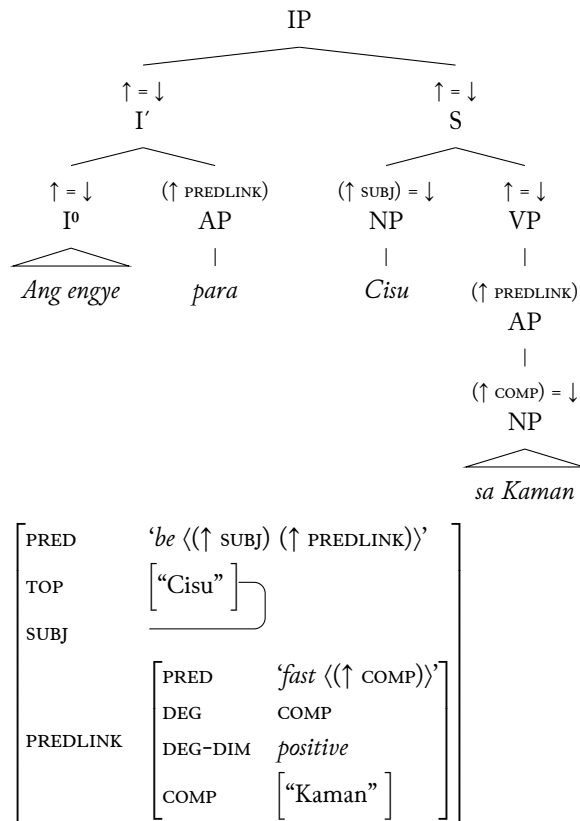 IP
↑ = ↓ ↑ = ↓
I′ S
↑ = ↓ (↑ PREDLINK) (↑ SUBJ) = ↓ ↑ = ↓
I⁰ AP NP VP
Ang engye para Cisu (↑ PREDLINK)
AP
(↑ COMP) = ↓
NP
sa Kaman
PRED ‘be ⟨(↑ SUBJ) (↑ PREDLINK)⟩’
TOP [“Cisu”]
SUBJ
PRED ‘fast ⟨(↑ COMP)⟩’
DEG COMP
PREDLINK DEG-DIM positive
COMP [“Kaman”]